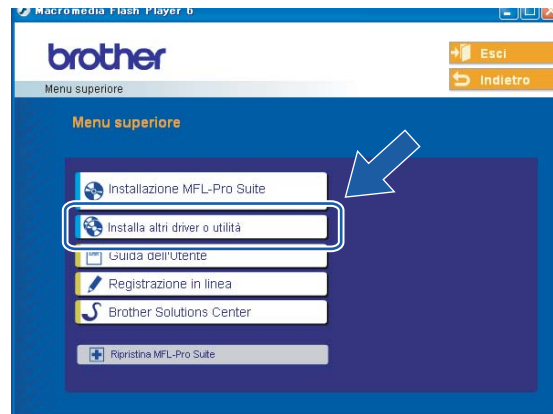 Macromedia Flash Player 6
brother
Esci
Indietro
Menu superiore
Menu superiore
Installazione MFL-Pro Suite
Installa altri driver o utilità
Guida dell'Utente
Registrazione in linea
Brother Solutions Center
Ripristina MFL-Pro Suite